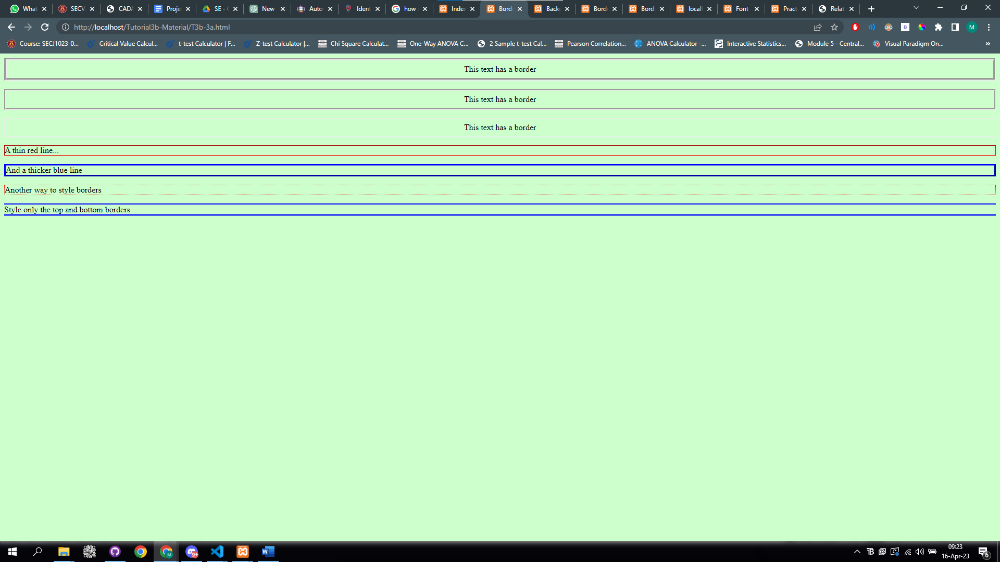 What
SECV
CADA
Proje
SE - (
New
Auto
Ident
how
Index
Bord
Back
Bord
Bord
locall
Font
Pract
Relat
http://localhost/Tutorial3b-Material/T3b-3a.html
B
M
Course: SECJ1023-0...
Critical Value Calcul...
t-test Calculator | F...
Z-test Calculator |...
Chi Square Calculat...
One-Way ANOVA C...
2 Sample t-test Cal...
Pearson Correlation...
ANOVA Calculator -...
Interactive Statistics...
Module 5 - Central...
Visual Paradigm On...
»
This text has a border
This text has a border
This text has a border
A thin red line...
And a thicker blue line
Another way to style borders
Style only the top and bottom borders
M
9+
W
09:23
16-Apr-23
6